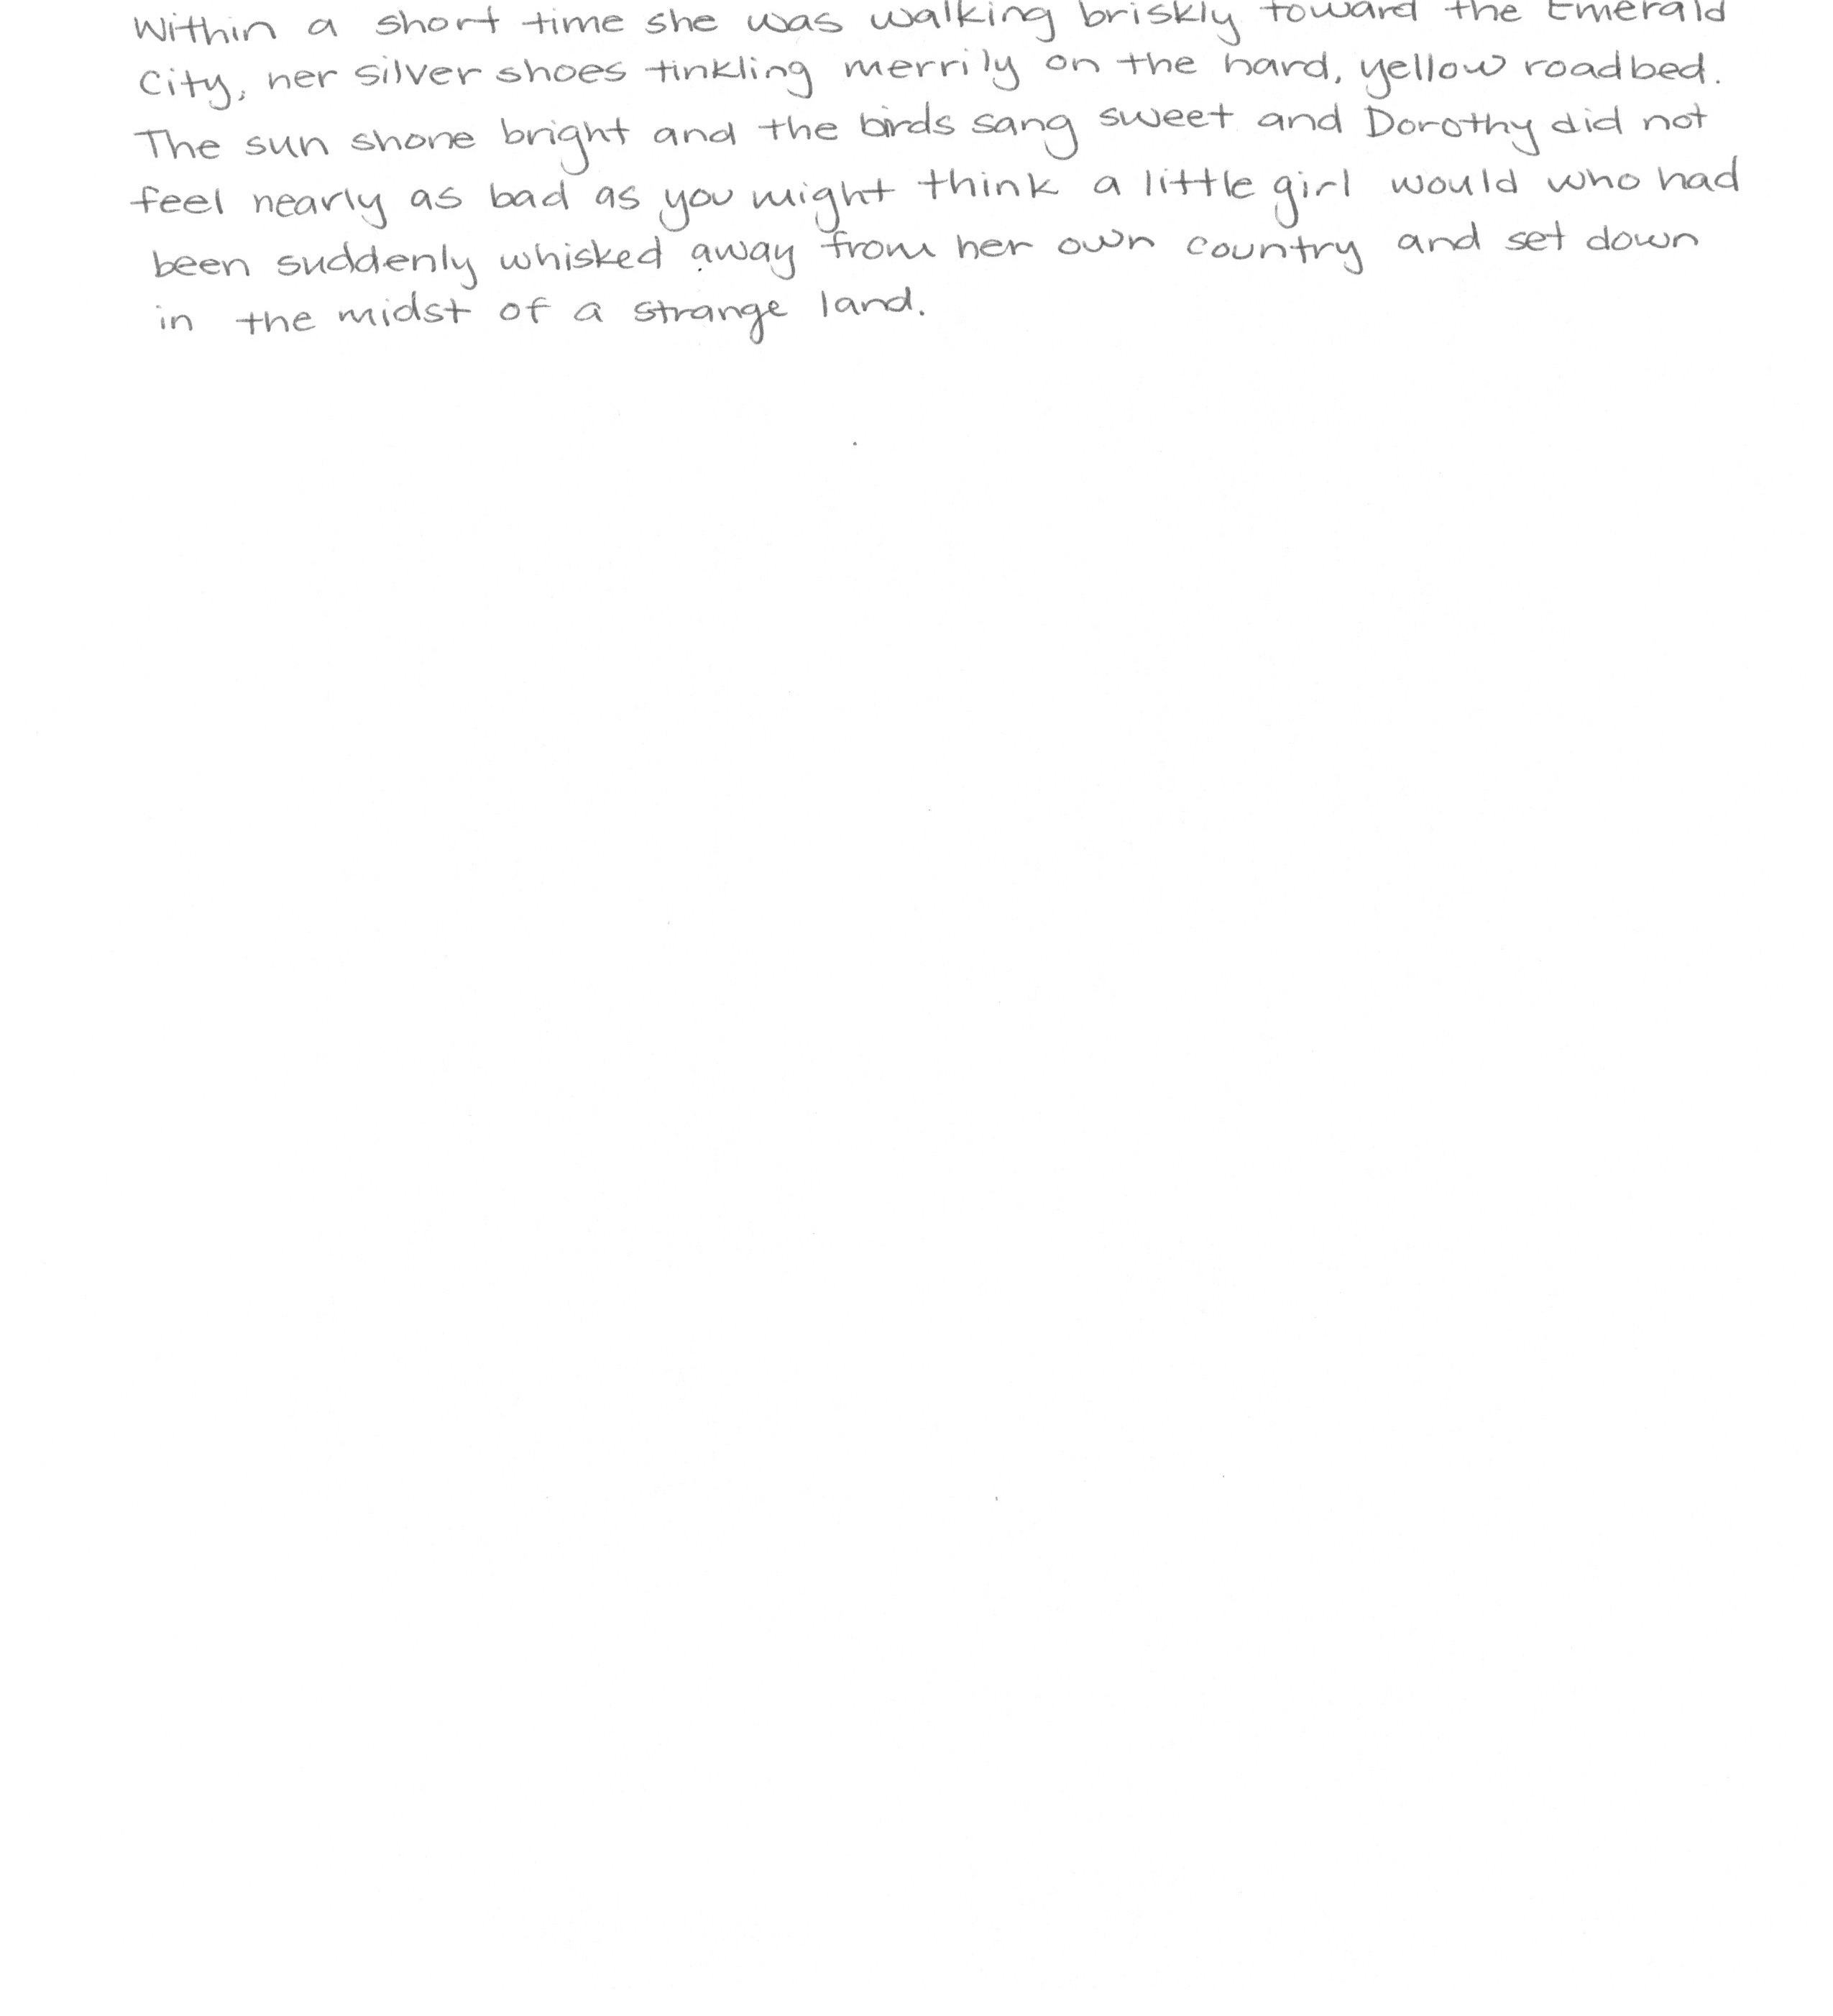 Within a short time she was walking briskly toward the Emerald
City, her silver shoes tinkling merrily on the hard, yellow roadbed.
The sun shone bright and the birds sang sweet and Dorothy did not
feel nearly as bad as you might think a little girl would who had
been suddenly whisked away from her own country and set down
in the midst of a strange land.